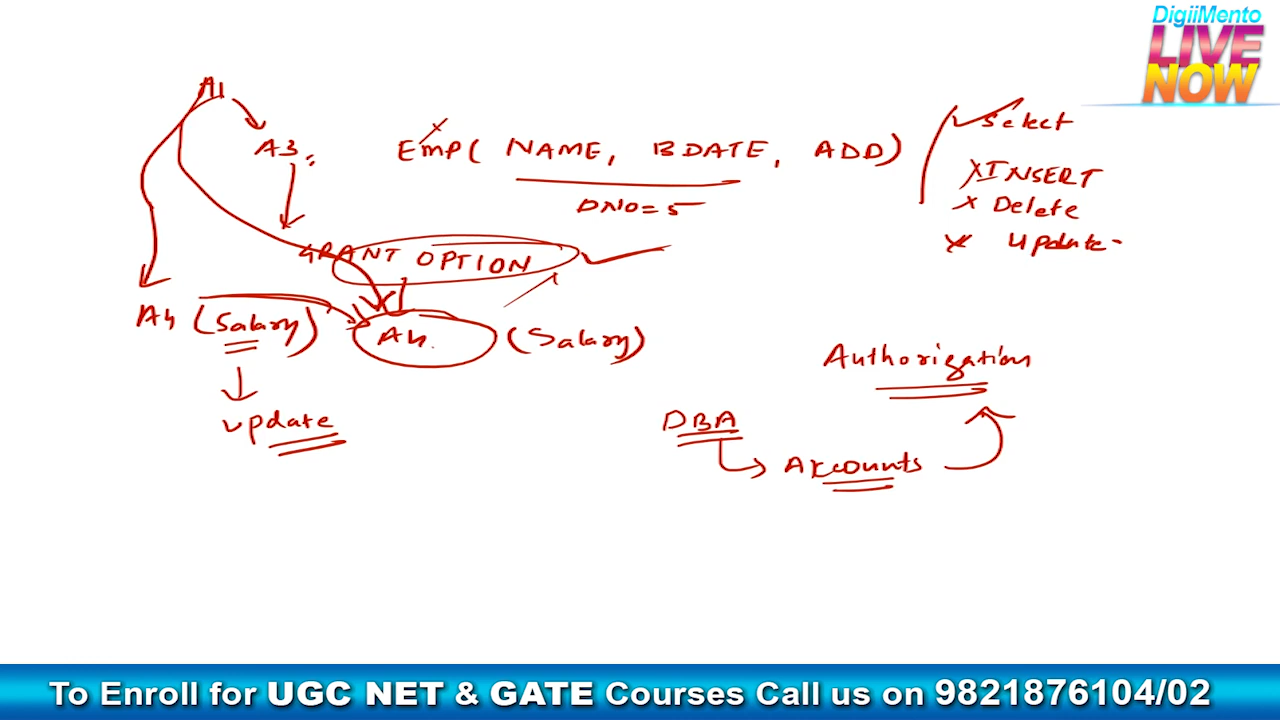 DigiiMento
LIVE
NOW
A1
A3
EMP( NAME, BDATE, ADD)
Select
INSERT
Delete
Update
DNO=5
GRANT OPTION
A4 (Salary)
A4.
(Salary)
Authorization
update
DBA
Accounts
To Enroll for UGC NET & GATE Courses Call us on 9821876104/02